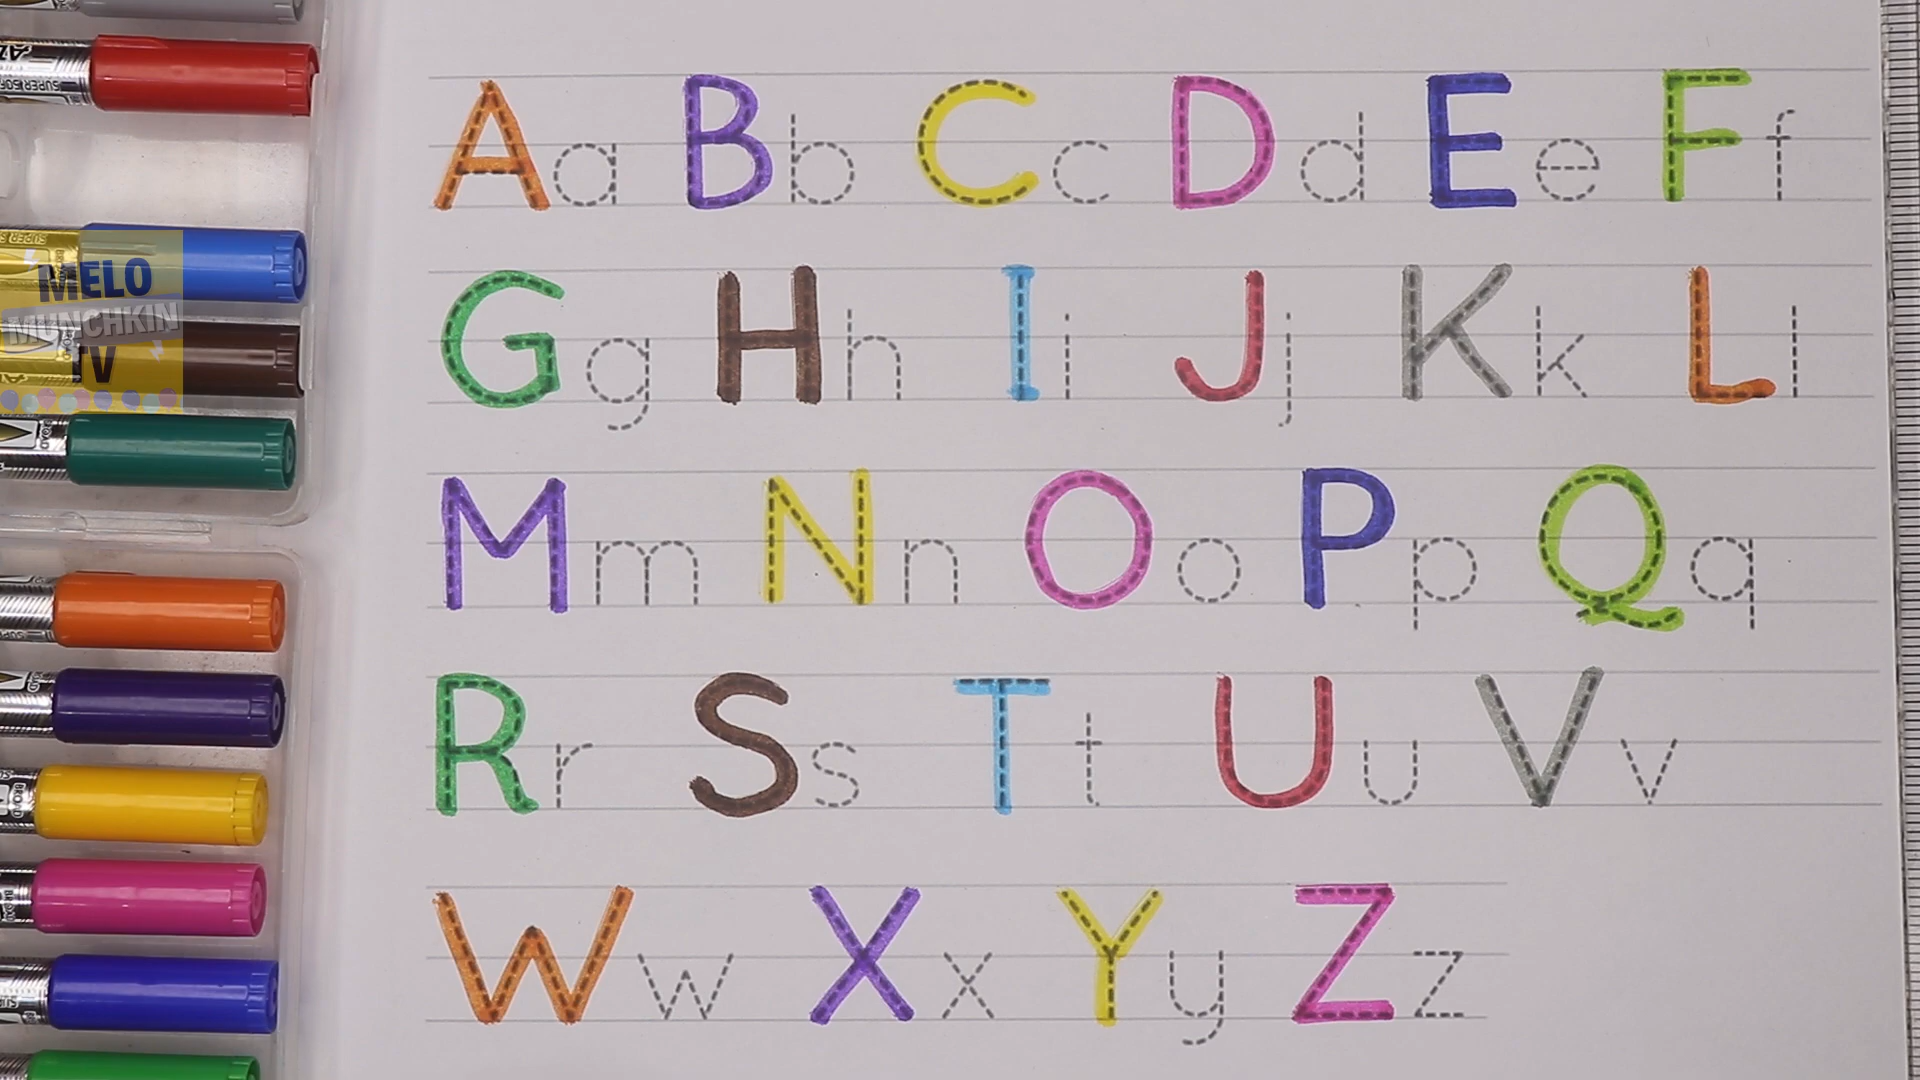 Aa Bb Cc Dd Ee Ff
Gg Hh Ii Jj Kk Ll
Mm Nn Oo Pp Qq
Rr Ss Tt Uu Vv
Ww Xx Yy Zz
MELO
MUNCHKIN
TV